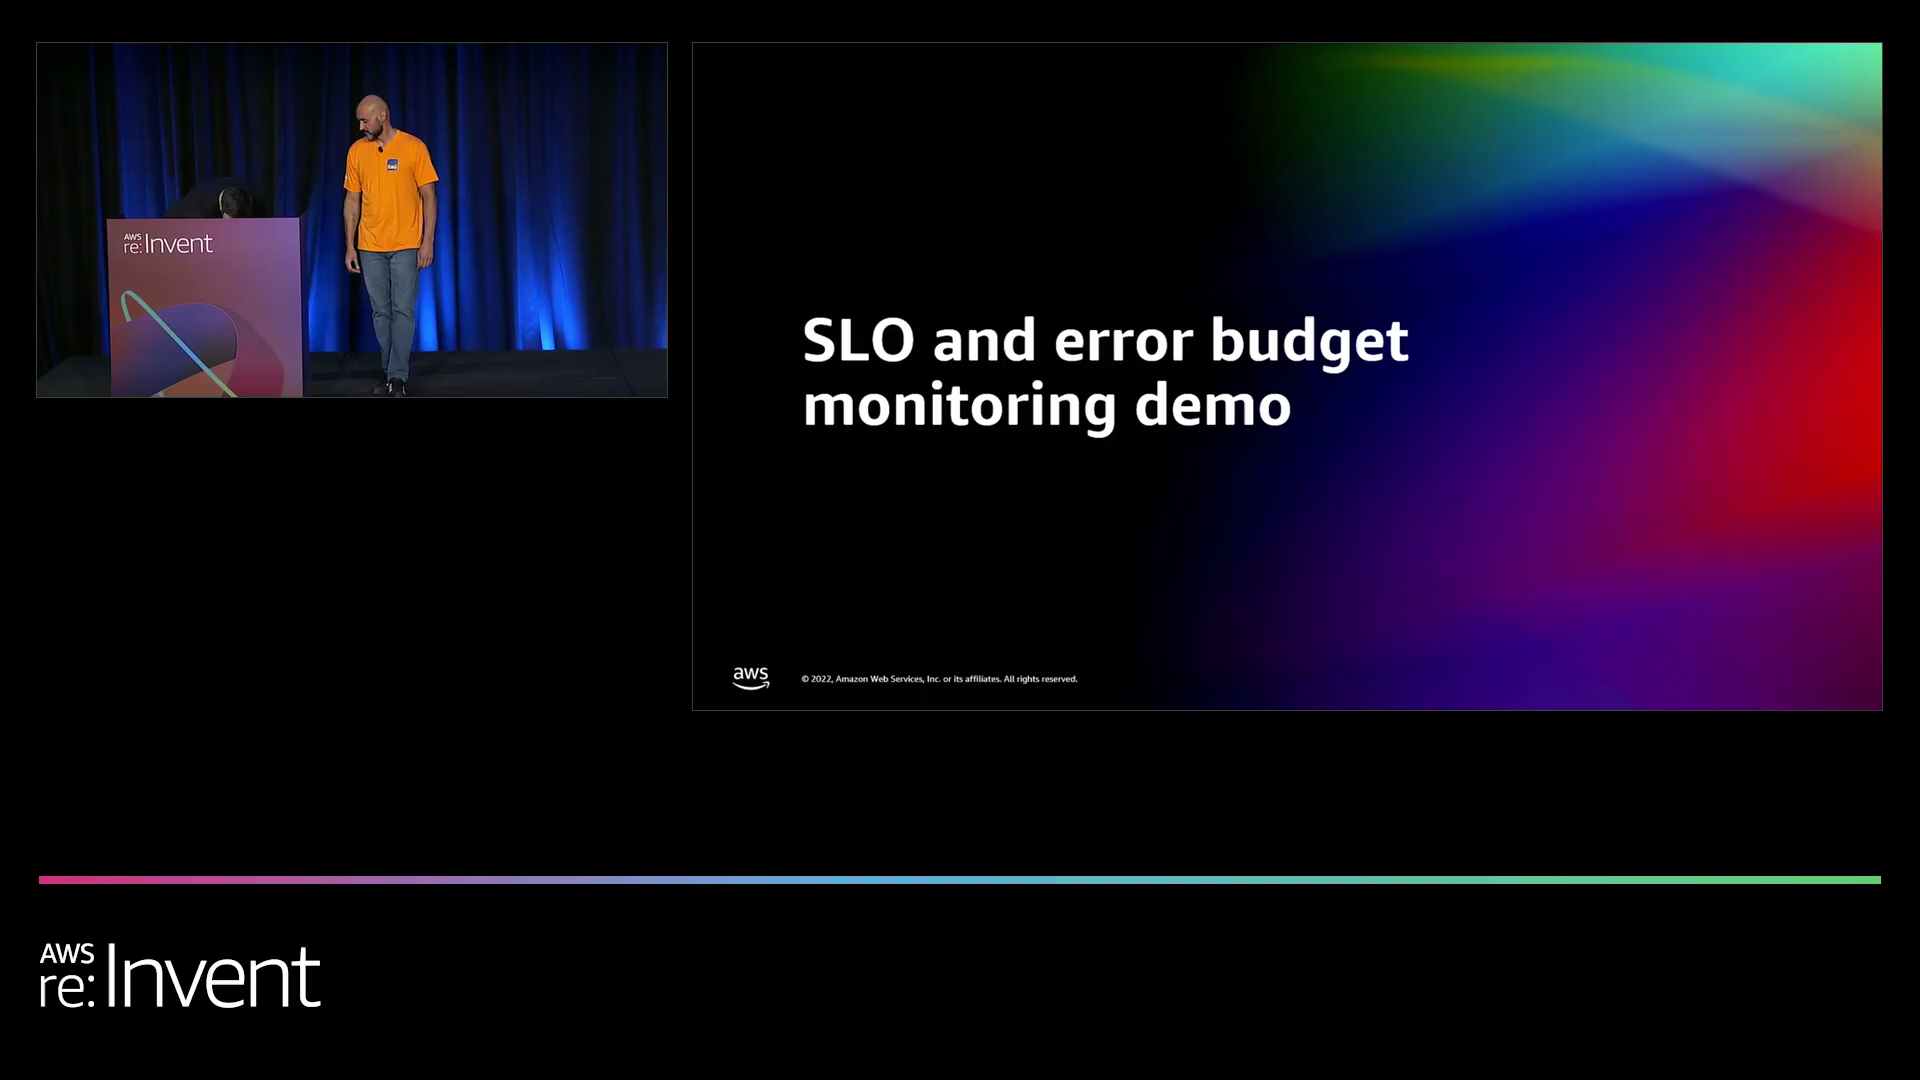 AWS
re:Invent
SLO and error budget
monitoring demo
aws
© 2022, Amazon Web Services, Inc. or its affiliates. All rights reserved.
AWS
re:Invent